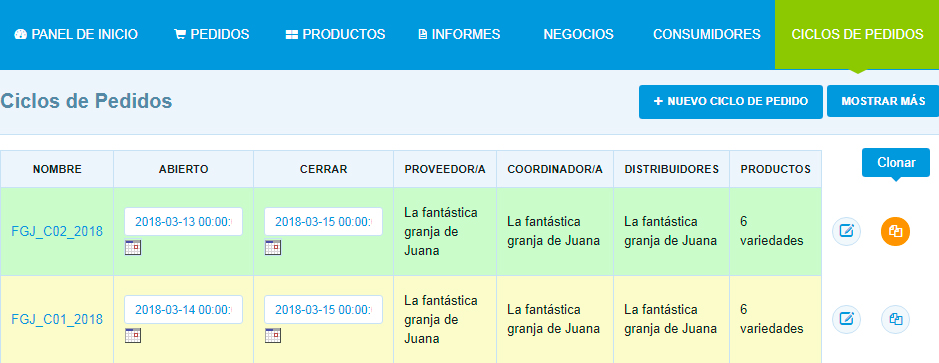 PANEL DE INICIO PEDIDOS PRODUCTOS INFORMES NEGOCIOS CONSUMIDORES CICLOS DE PEDIDOS
Ciclos de Pedidos
+ NUEVO CICLO DE PEDIDO MOSTRAR MÁS
Clonar
NOMBRE ABIERTO CERRAR PROVEEDOR/A COORDINADOR/A DISTRIBUIDORES PRODUCTOS
FGJ_C02_2018
2018-03-13 00:00:
2018-03-15 00:00:
La fantástica
granja de
Juana
La fantástica
granja de Juana
La fantástica
granja de Juana
6
variedades
FGJ_C01_2018
2018-03-14 00:00:
2018-03-15 00:00:
La fantástica
granja de
Juana
La fantástica
granja de Juana
La fantástica
granja de Juana
6
variedades